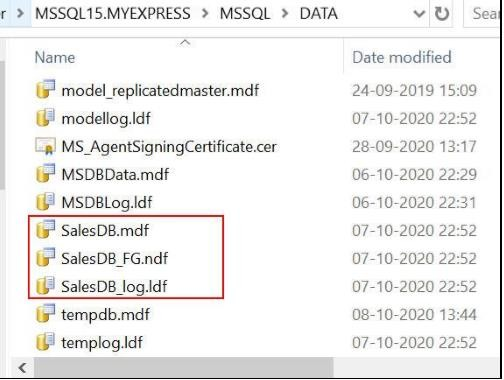 er > MSSQL15.MYEXPRESS > MSSQL > DATA
Sear
Name Date modified
model_replicatedmaster.mdf 24-09-2019 15:09
modellog.ldf 07-10-2020 22:52
MS_AgentSigningCertificate.cer 28-09-2020 13:17
MSDBData.mdf 06-10-2020 22:29
MSDBLog.ldf 06-10-2020 22:31
SalesDB.mdf 07-10-2020 22:52
SalesDB_FG.ndf 07-10-2020 22:52
SalesDB_log.ldf 07-10-2020 22:52
tempdb.mdf 08-10-2020 13:44
templog.ldf 07-10-2020 22:52